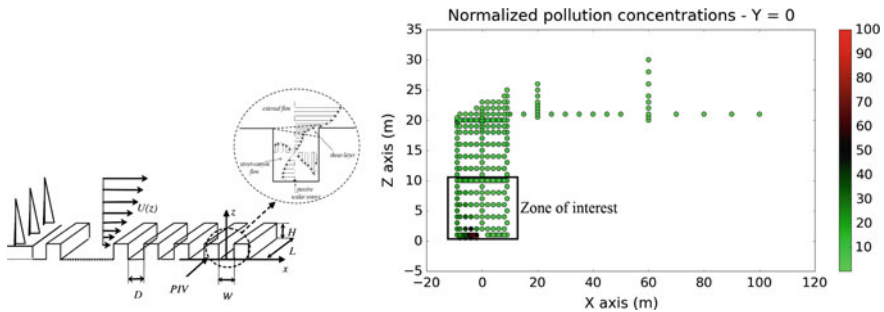 external flow
shear layer
street-canyon
flow
passive
scalar source
U(z)
z
H
L
x
D
PIV
W
Normalized pollution concentrations - Y = 0
Z axis (m)
35
30
25
20
15
10
5
0
−5
Zone of interest
−20 0 20 40 60 80 100 120
X axis (m)
100
90
80
70
60
50
40
30
20
10